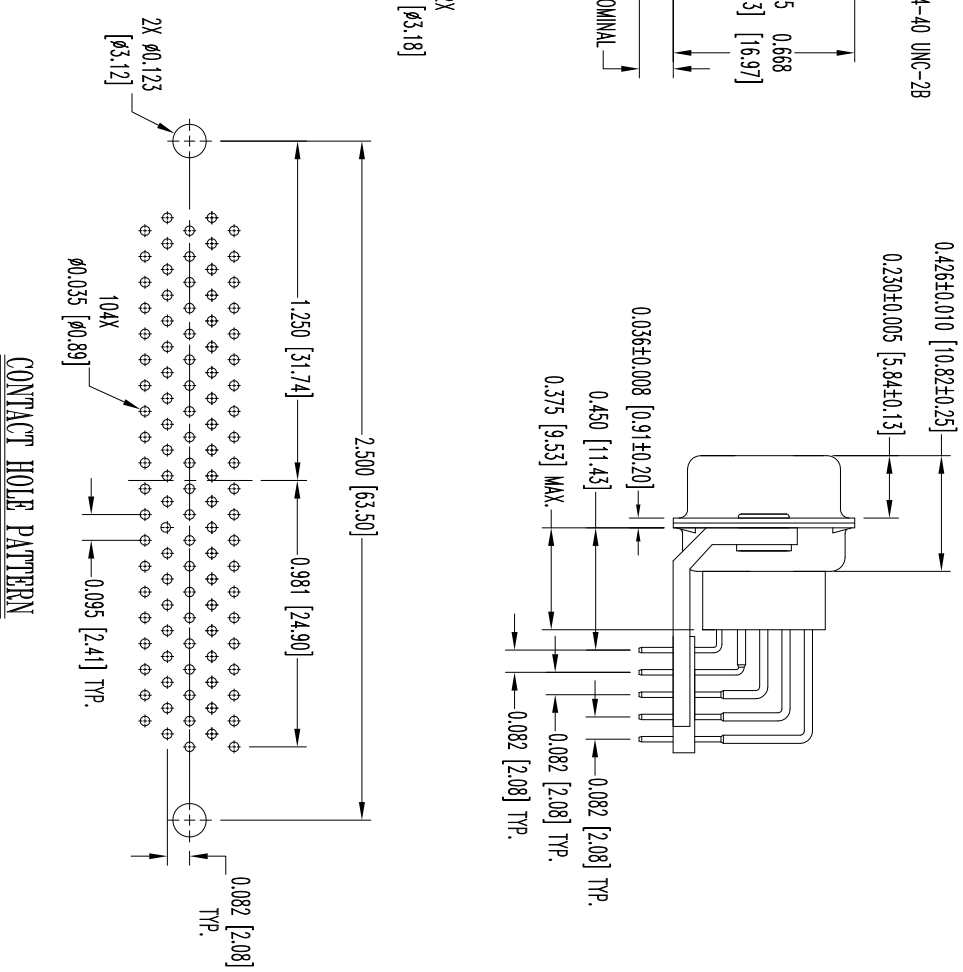 4-40 UNC-2B
5
3]
0.668
[16.97]
OMINAL
2X
[ø3.18]
0.426±0.010 [10.82±0.25]
0.230±0.005 [5.84±0.13]
0.036±0.008 [0.91±0.20]
0.450 [11.43]
0.375 [9.53] MAX.
0.082 [2.08] TYP.
0.082 [2.08] TYP.
0.082 [2.08] TYP.
2X ø0.123
[ø3.12]
2.500 [63.50]
1.250 [31.74]
0.981 [24.90]
104X
ø0.035 [ø0.89]
0.095 [2.41] TYP.
0.082 [2.08]
TYP.
CONTACT HOLE PATTERN